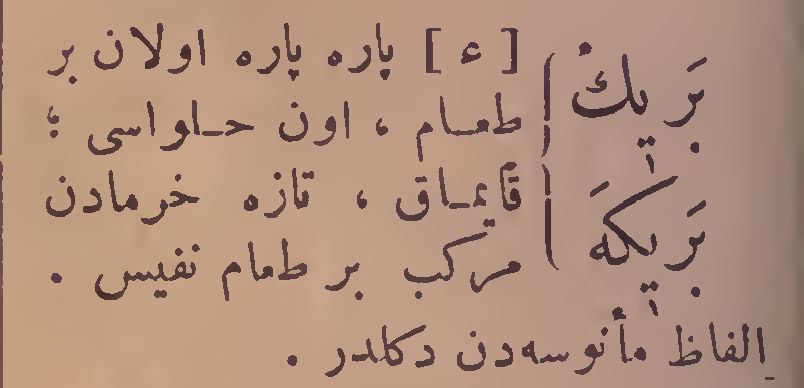 بَرِيكْ [ ع ] پاره پاره اولان بر
طعام ، اون حلواسى ؛
بَرِيكَه قايماق ، تازه خرمادن
مركب بر طعام نفيس .
الفاظ مأنوسه‌دن دكلدر .